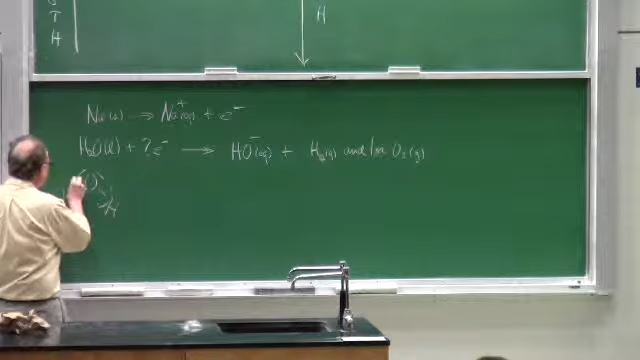 T
H
H
Na(s) → Na⁺(aq) + e⁻
H₂O(l) + ?e⁻ → HO⁻(aq) + H₂(g) and/or O₂(g)
O
H